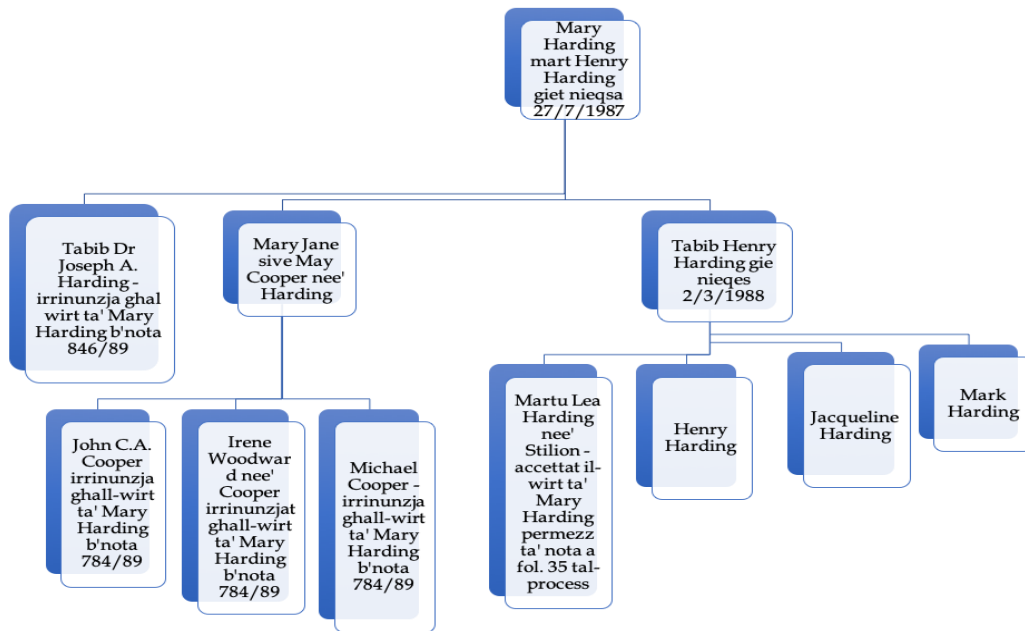 Mary
Harding
mart Henry
Harding
giet nieqsa
27/7/1987
Tabib Dr
Joseph A.
Harding -
irrinunzja ghal
wirt ta' Mary
Harding b'nota
846/89
Mary Jane
sive May
Cooper nee'
Harding
Tabib Henry
Harding gie
nieqes
2/3/1988
John C.A.
Cooper
irrinunzja
ghall-wirt
ta' Mary
Harding
b'nota
784/89
Irene
Woodwar
d nee'
Cooper
irrinunzjat
ghall-wirt
ta' Mary
Harding
b'nota
784/89
Michael
Cooper -
irrinunzja
ghall-wirt
ta' Mary
Harding
b'nota
784/89
Martu Lea
Harding
nee'
Stilion -
accettat il-
wirt ta'
Mary
Harding
permezz
ta' nota a
fol. 35 tal-
process
Henry
Harding
Jacqueline
Harding
Mark
Harding